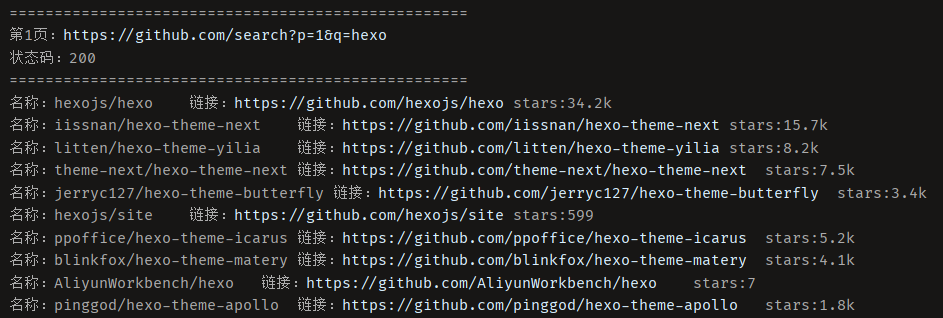 ===================================================
第1页：https://github.com/search?p=1&q=hexo
状态码：200
===================================================
名称：hexojs/hexo    链接：https://github.com/hexojs/hexo stars:34.2k
名称：iissnan/hexo-theme-next    链接：https://github.com/iissnan/hexo-theme-next stars:15.7k
名称：litten/hexo-theme-yilia    链接：https://github.com/litten/hexo-theme-yilia stars:8.2k
名称：theme-next/hexo-theme-next 链接：https://github.com/theme-next/hexo-theme-next  stars:7.5k
名称：jerryc127/hexo-theme-butterfly 链接：https://github.com/jerryc127/hexo-theme-butterfly  stars:3.4k
名称：hexojs/site    链接：https://github.com/hexojs/site stars:599
名称：ppoffice/hexo-theme-icarus 链接：https://github.com/ppoffice/hexo-theme-icarus  stars:5.2k
名称：blinkfox/hexo-theme-matery 链接：https://github.com/blinkfox/hexo-theme-matery  stars:4.1k
名称：AliyunWorkbench/hexo   链接：https://github.com/AliyunWorkbench/hexo    stars:7
名称：pinggod/hexo-theme-apollo  链接：https://github.com/pinggod/hexo-theme-apollo   stars:1.8k